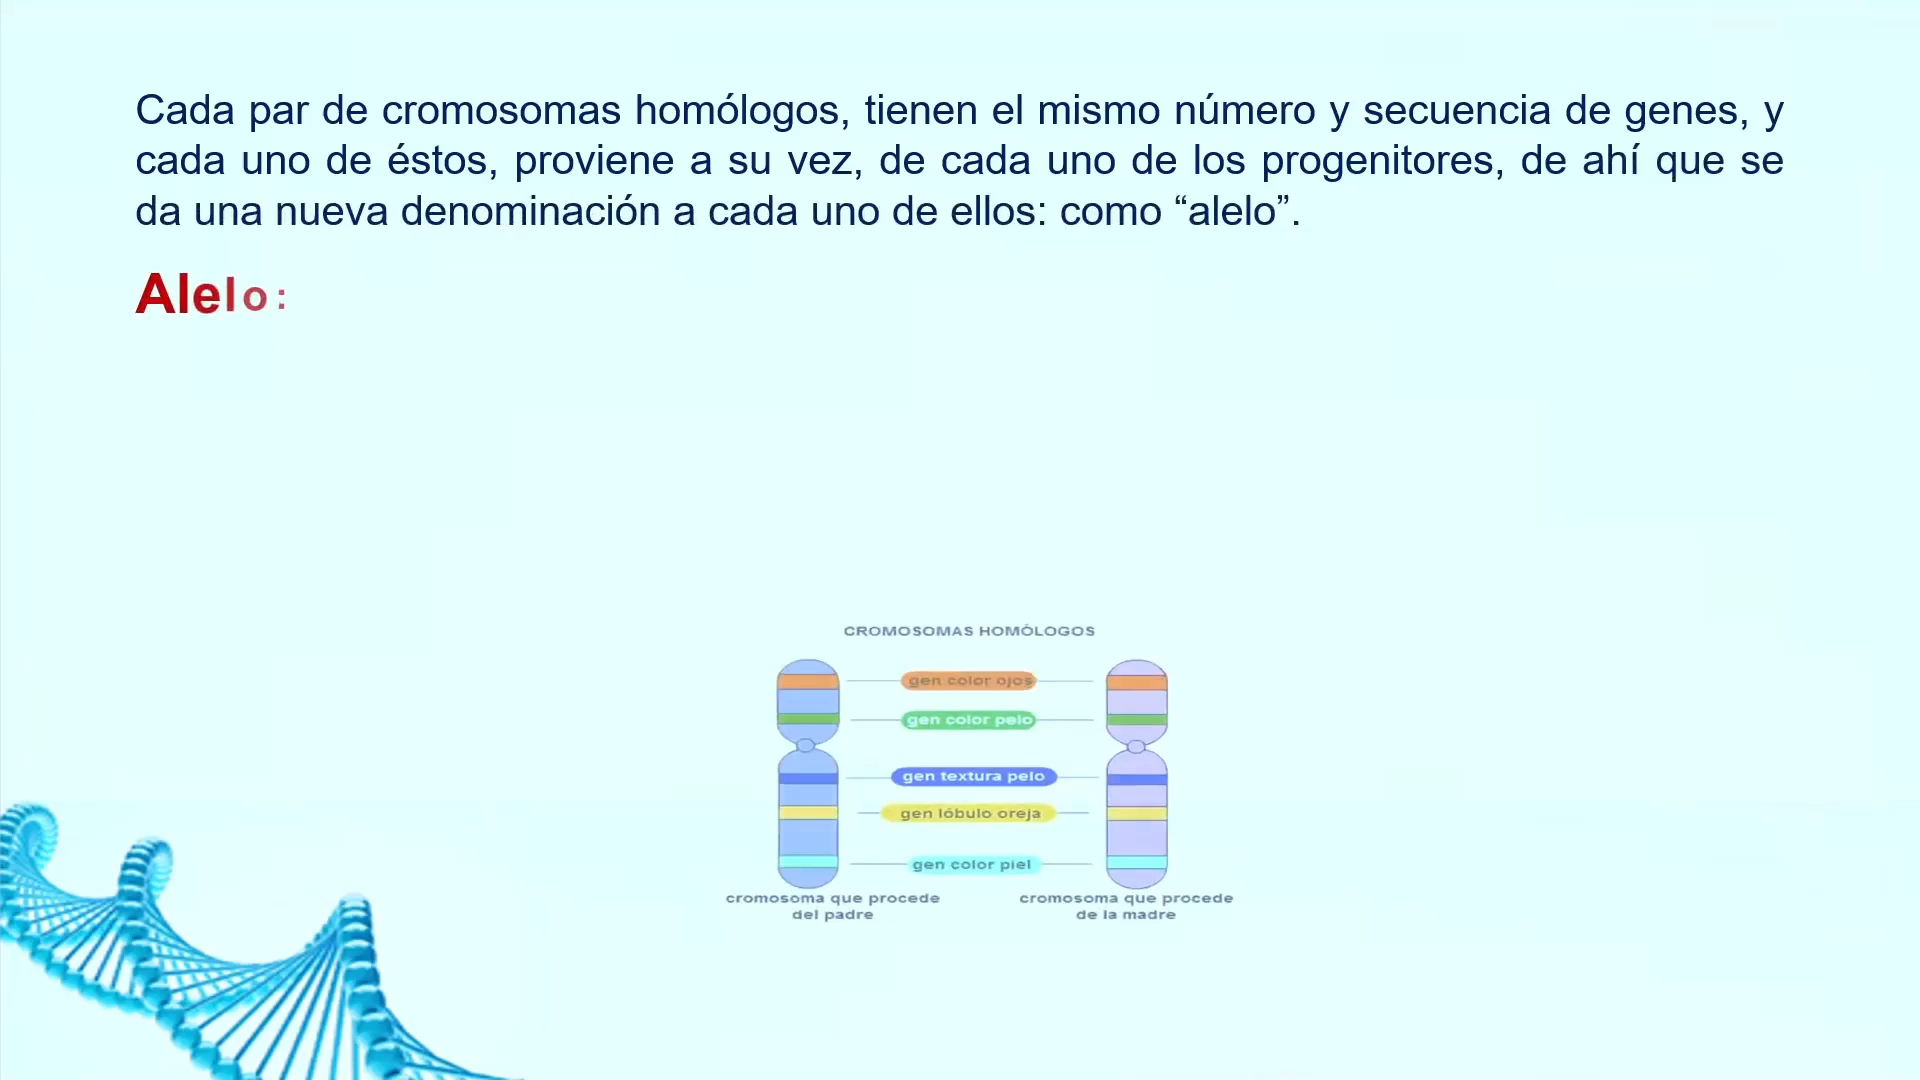 Cada par de cromosomas homólogos, tienen el mismo número y secuencia de genes, y
cada uno de éstos, proviene a su vez, de cada uno de los progenitores, de ahí que se
da una nueva denominación a cada uno de ellos: como “alelo”.
Alelo:
CROMOSOMAS HOMÓLOGOS
gen color ojos
gen color pelo
gen textura pelo
gen lóbulo oreja
gen color piel
cromosoma que procede
del padre
cromosoma que procede
de la madre